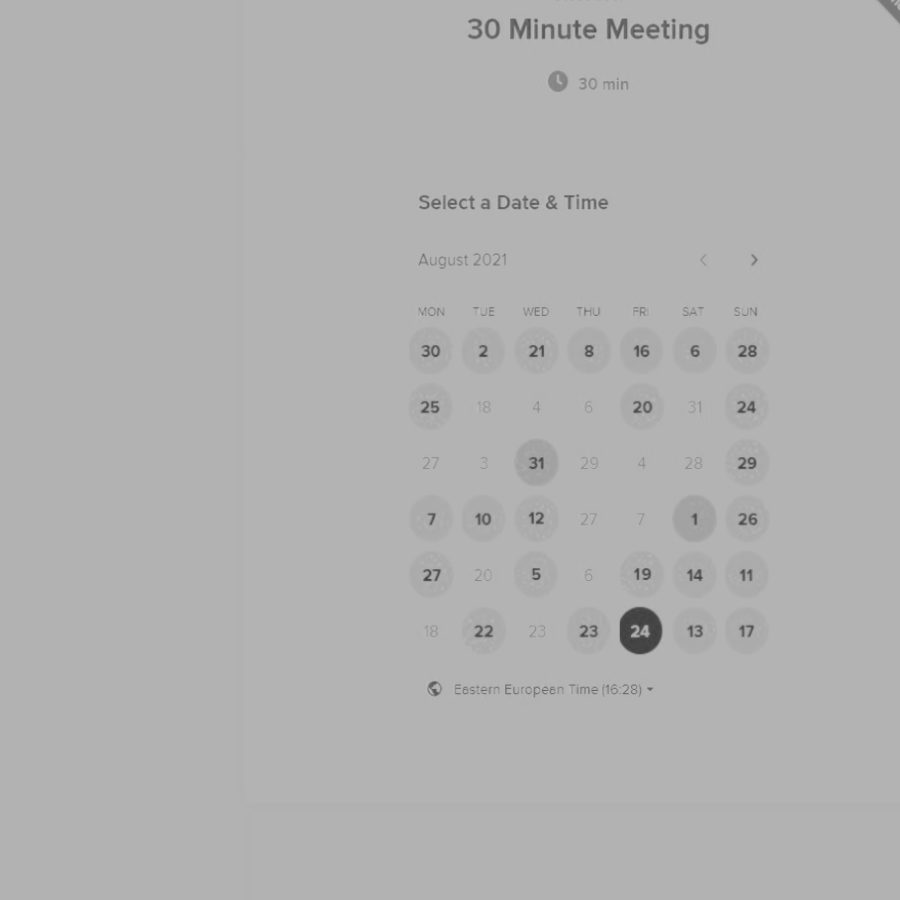 30 Minute Meeting
30 min
Select a Date & Time
August 2021
MON TUE WED THU FRI SAT SUN
30 2 21 8 16 6 28
25 18 4 6 20 31 24
27 3 31 29 4 28 29
7 10 12 27 7 1 26
27 20 5 6 19 14 11
18 22 23 23 24 13 17
Eastern European Time (16:28)